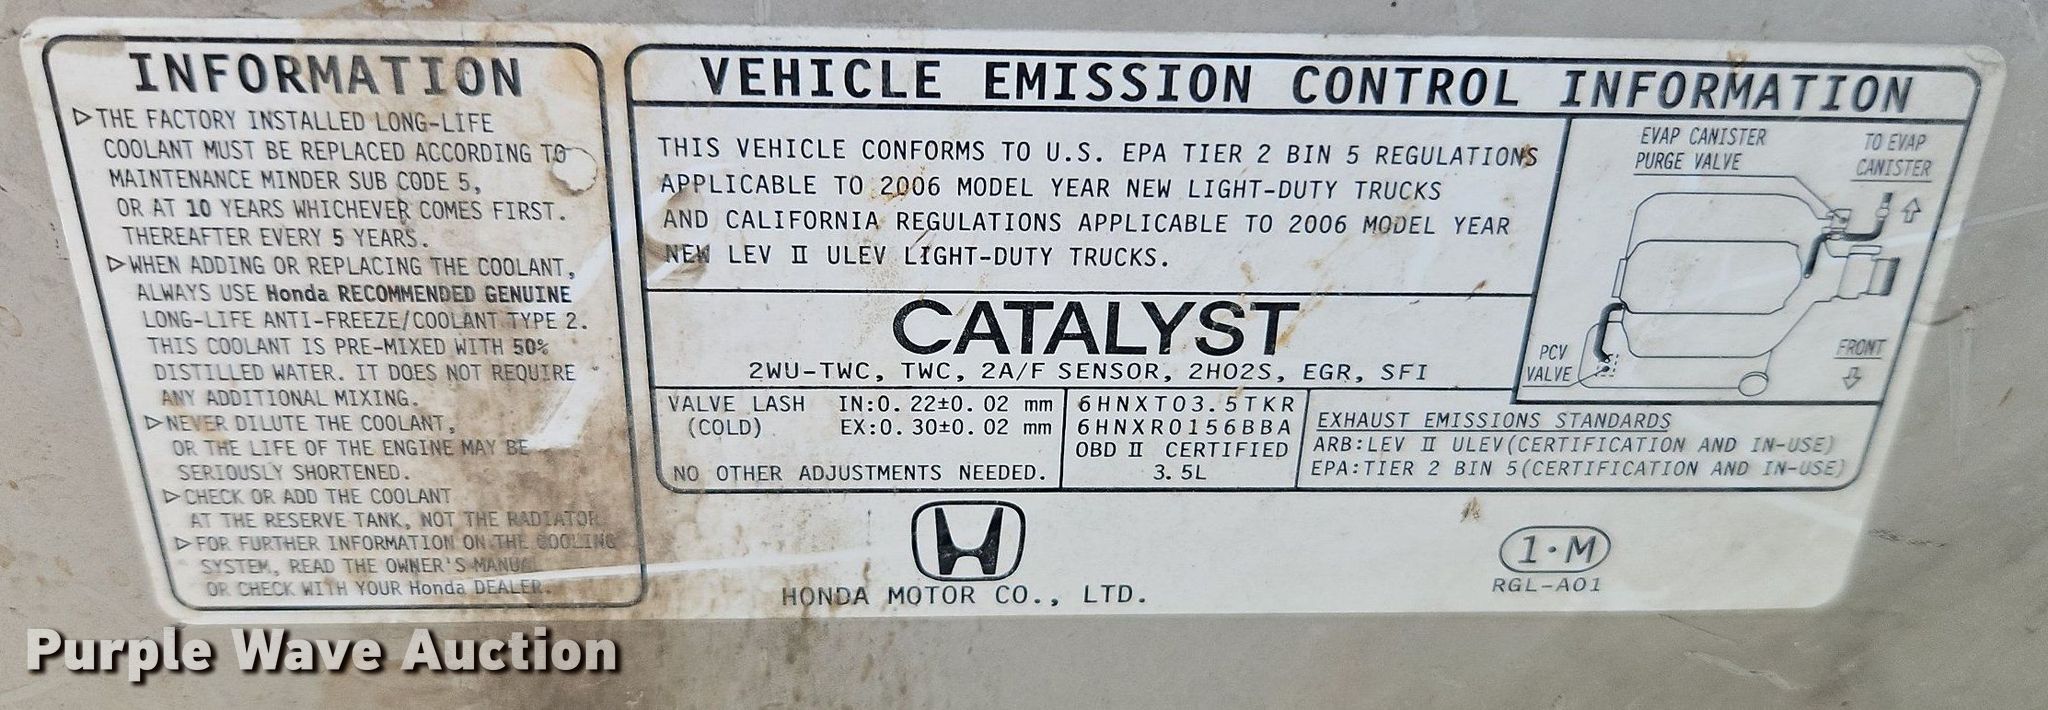 INFORMATION
▷THE FACTORY INSTALLED LONG-LIFE
COOLANT MUST BE REPLACED ACCORDING TO
MAINTENANCE MINDER SUB CODE 5,
OR AT 10 YEARS WHICHEVER COMES FIRST.
THEREAFTER EVERY 5 YEARS.
▷WHEN ADDING OR REPLACING THE COOLANT,
ALWAYS USE Honda RECOMMENDED GENUINE
LONG-LIFE ANTI-FREEZE/COOLANT TYPE 2.
THIS COOLANT IS PRE-MIXED WITH 50%
DISTILLED WATER. IT DOES NOT REQUIRE
ANY ADDITIONAL MIXING.
▷NEVER DILUTE THE COOLANT,
OR THE LIFE OF THE ENGINE MAY BE
SERIOUSLY SHORTENED.
▷CHECK OR ADD THE COOLANT
AT THE RESERVE TANK, NOT THE RADIATOR
▷FOR FURTHER INFORMATION ON THE COOLING
SYSTEM, READ THE OWNER'S MANUAL
OR CHECK WITH YOUR Honda DEALER.
VEHICLE EMISSION CONTROL INFORMATION
THIS VEHICLE CONFORMS TO U.S. EPA TIER 2 BIN 5 REGULATIONS
APPLICABLE TO 2006 MODEL YEAR NEW LIGHT-DUTY TRUCKS
AND CALIFORNIA REGULATIONS APPLICABLE TO 2006 MODEL YEAR
NEW LEV II ULEV LIGHT-DUTY TRUCKS.
EVAP CANISTER
PURGE VALVE
TO EVAP
CANISTER
PCV
VALVE
FRONT
CATALYST
2WU-TWC, TWC, 2A/F SENSOR, 2HO2S, EGR, SFI
VALVE LASH IN:0.22±0.02 mm
(COLD) EX:0.30±0.02 mm
NO OTHER ADJUSTMENTS NEEDED.
6HNXT03.5TKR
6HNXR0156BBA
OBD II CERTIFIED
3.5L
EXHAUST EMISSIONS STANDARDS
ARB:LEV II ULEV(CERTIFICATION AND IN-USE)
EPA:TIER 2 BIN 5(CERTIFICATION AND IN-USE)
HONDA MOTOR CO., LTD.
1·M
RGL-A01
Purple Wave Auction